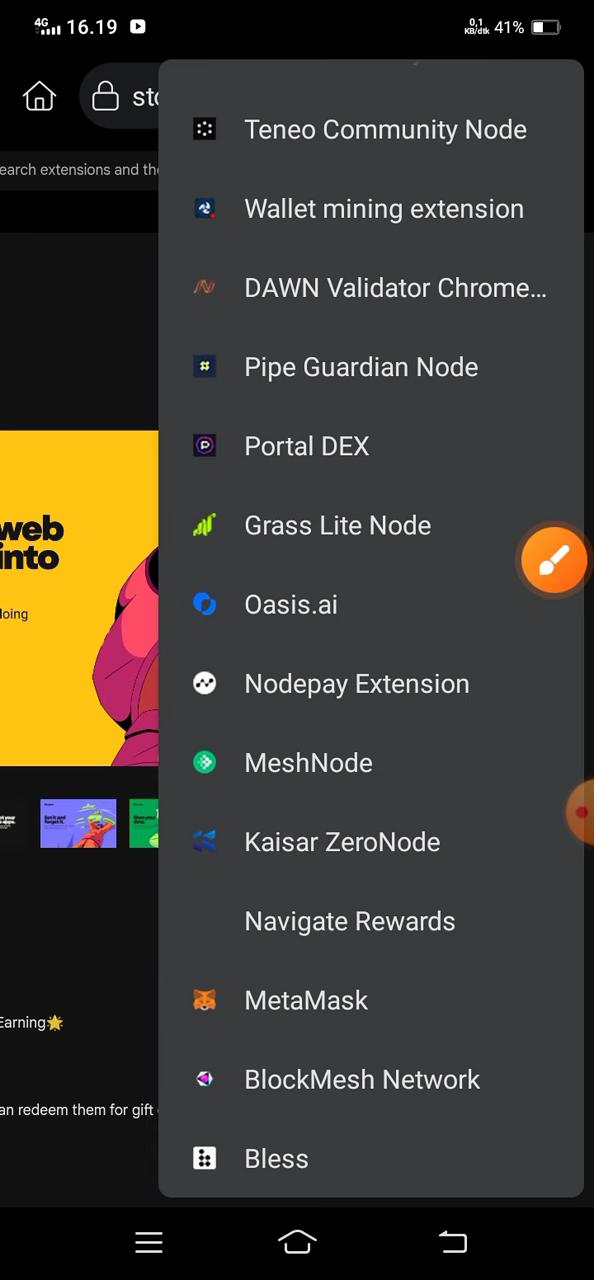 4G 16.19 0,1 KB/dtk 41%
sto
earch extensions and the
Teneo Community Node
Wallet mining extension
DAWN Validator Chrome...
Pipe Guardian Node
Portal DEX
web
into
Grass Lite Node
loing
Oasis.ai
Nodepay Extension
MeshNode
Kaisar ZeroNode
Navigate Rewards
MetaMask
Earning🌟
BlockMesh Network
an redeem them for gift
Bless